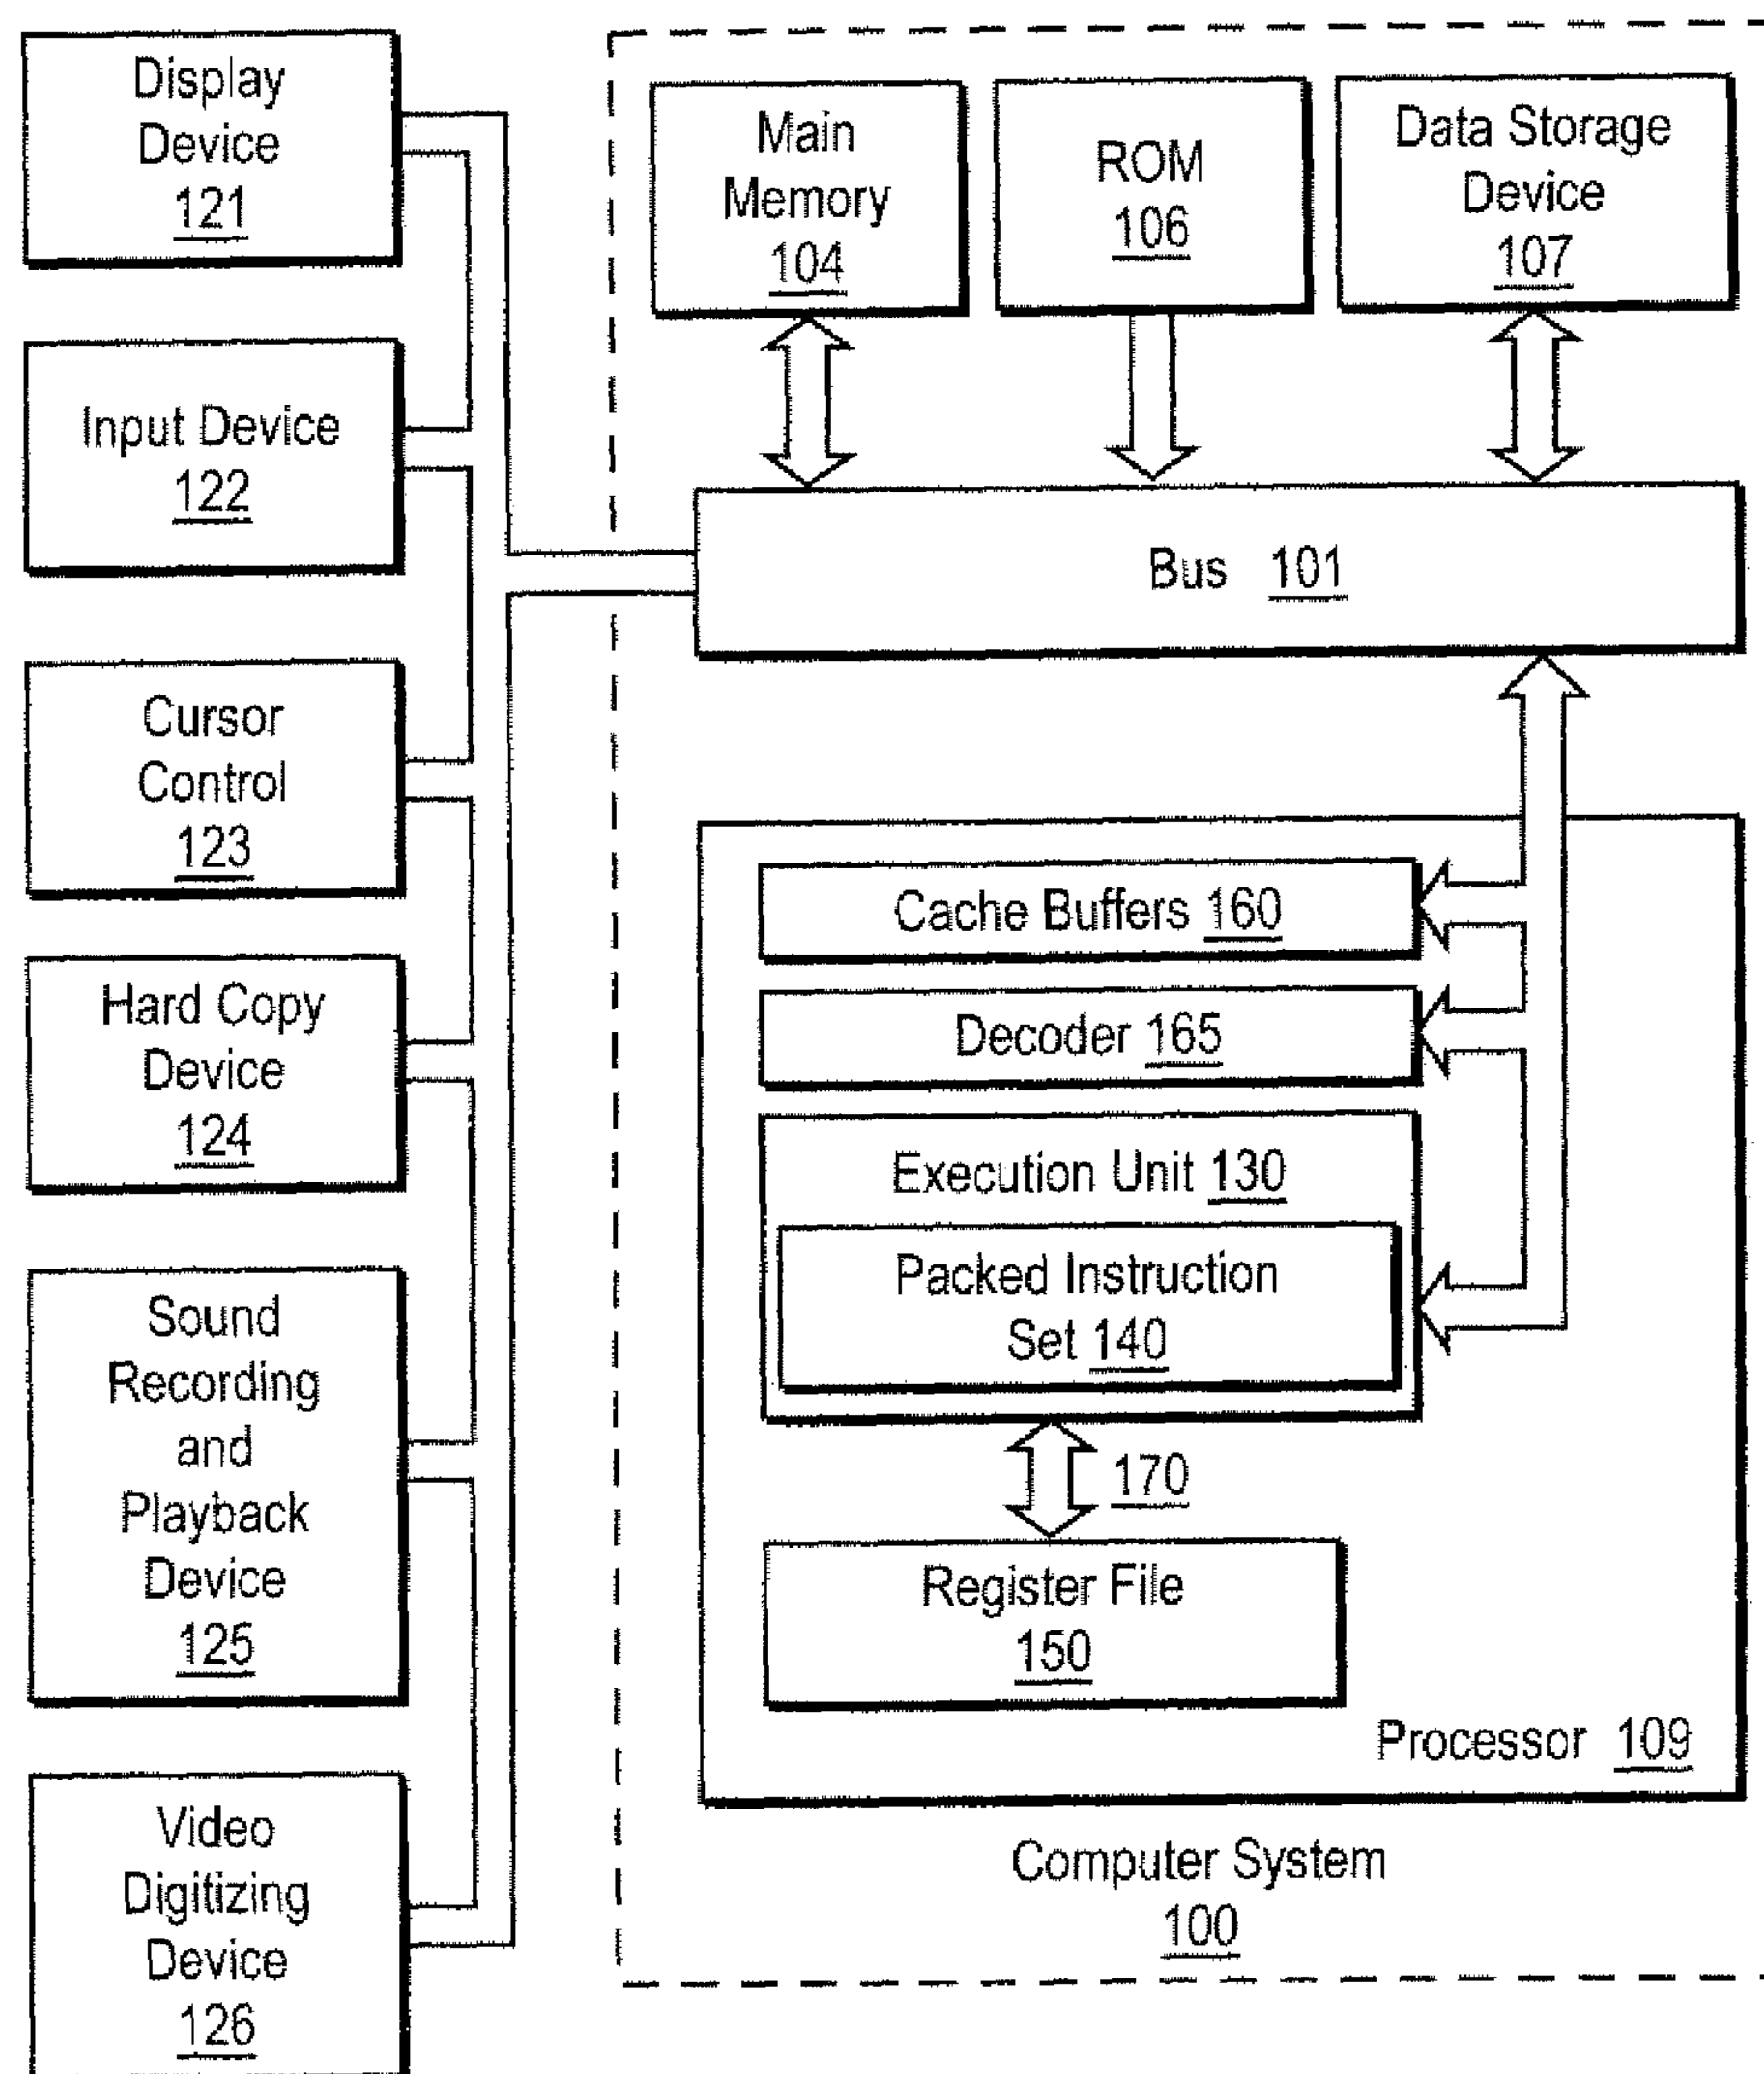 Display
Device
121
Input Device
122
Cursor
Control
123
Hard Copy
Device
124
Sound
Recording
and
Playback
Device
125
Video
Digitizing
Device
126
Main
Memory
104
ROM
106
Data Storage
Device
107
Bus 101
Cache Buffers 160
Decoder 165
Execution Unit 130
Packed Instruction
Set 140
170
Register File
150
Processor 109
Computer System
100